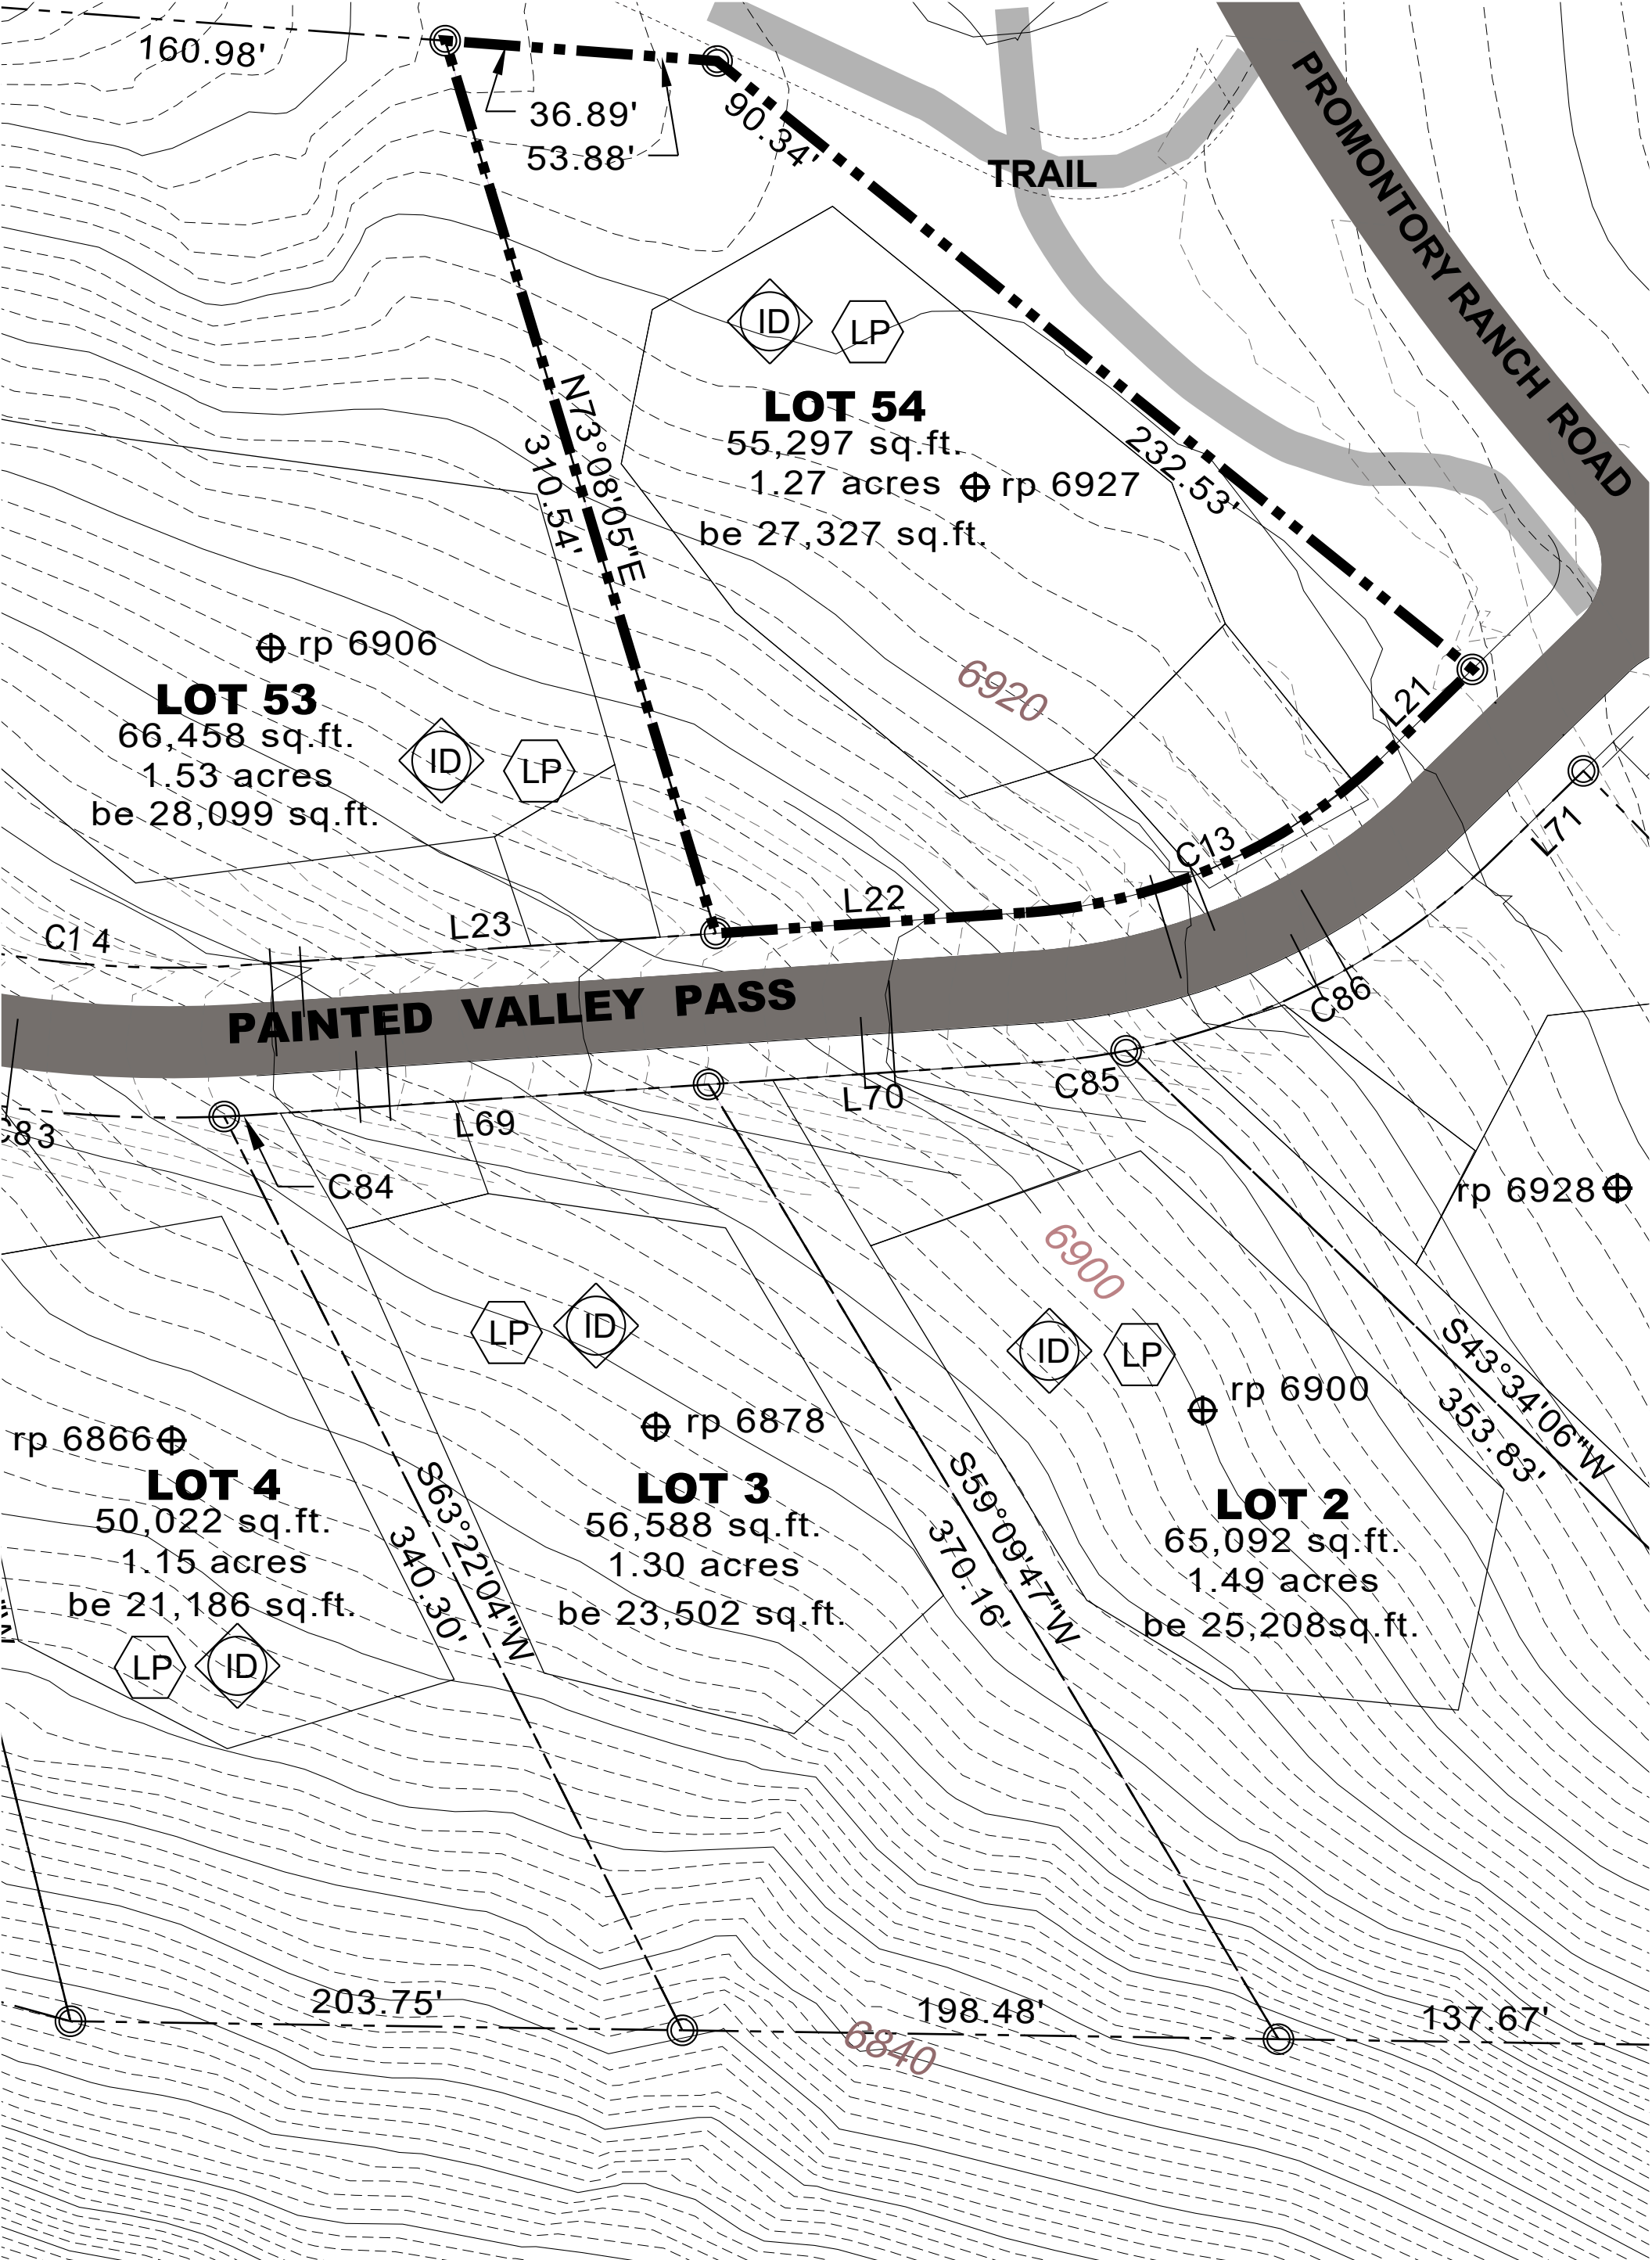 160.98'
36.89'
53.88'
90.34'
TRAIL
PROMONTORY RANCH ROAD
ID
LP
LOT 54
55,297 sq.ft.
1.27 acres
rp 6927
be 27,327 sq.ft.
232.53'
N73°08'05"E
310.54'
rp 6906
LOT 53
66,458 sq.ft.
1.53 acres
be 28,099 sq.ft.
ID
LP
6920
L21
C13
L22
L23
C14
L71
PAINTED VALLEY PASS
C86
C85
L70
L69
C83
C84
rp 6928
6900
LP
ID
ID
LP
rp 6900
rp 6878
rp 6866
S43°34'06"W
353.83'
LOT 4
50,022 sq.ft.
1.15 acres
be 21,186 sq.ft.
LP
ID
S63°22'04"W
340.30'
LOT 3
56,588 sq.ft.
1.30 acres
be 23,502 sq.ft.
S59°09'47"W
370.16'
LOT 2
65,092 sq.ft.
1.49 acres
be 25,208sq.ft.
203.75'
198.48'
137.67'
6840